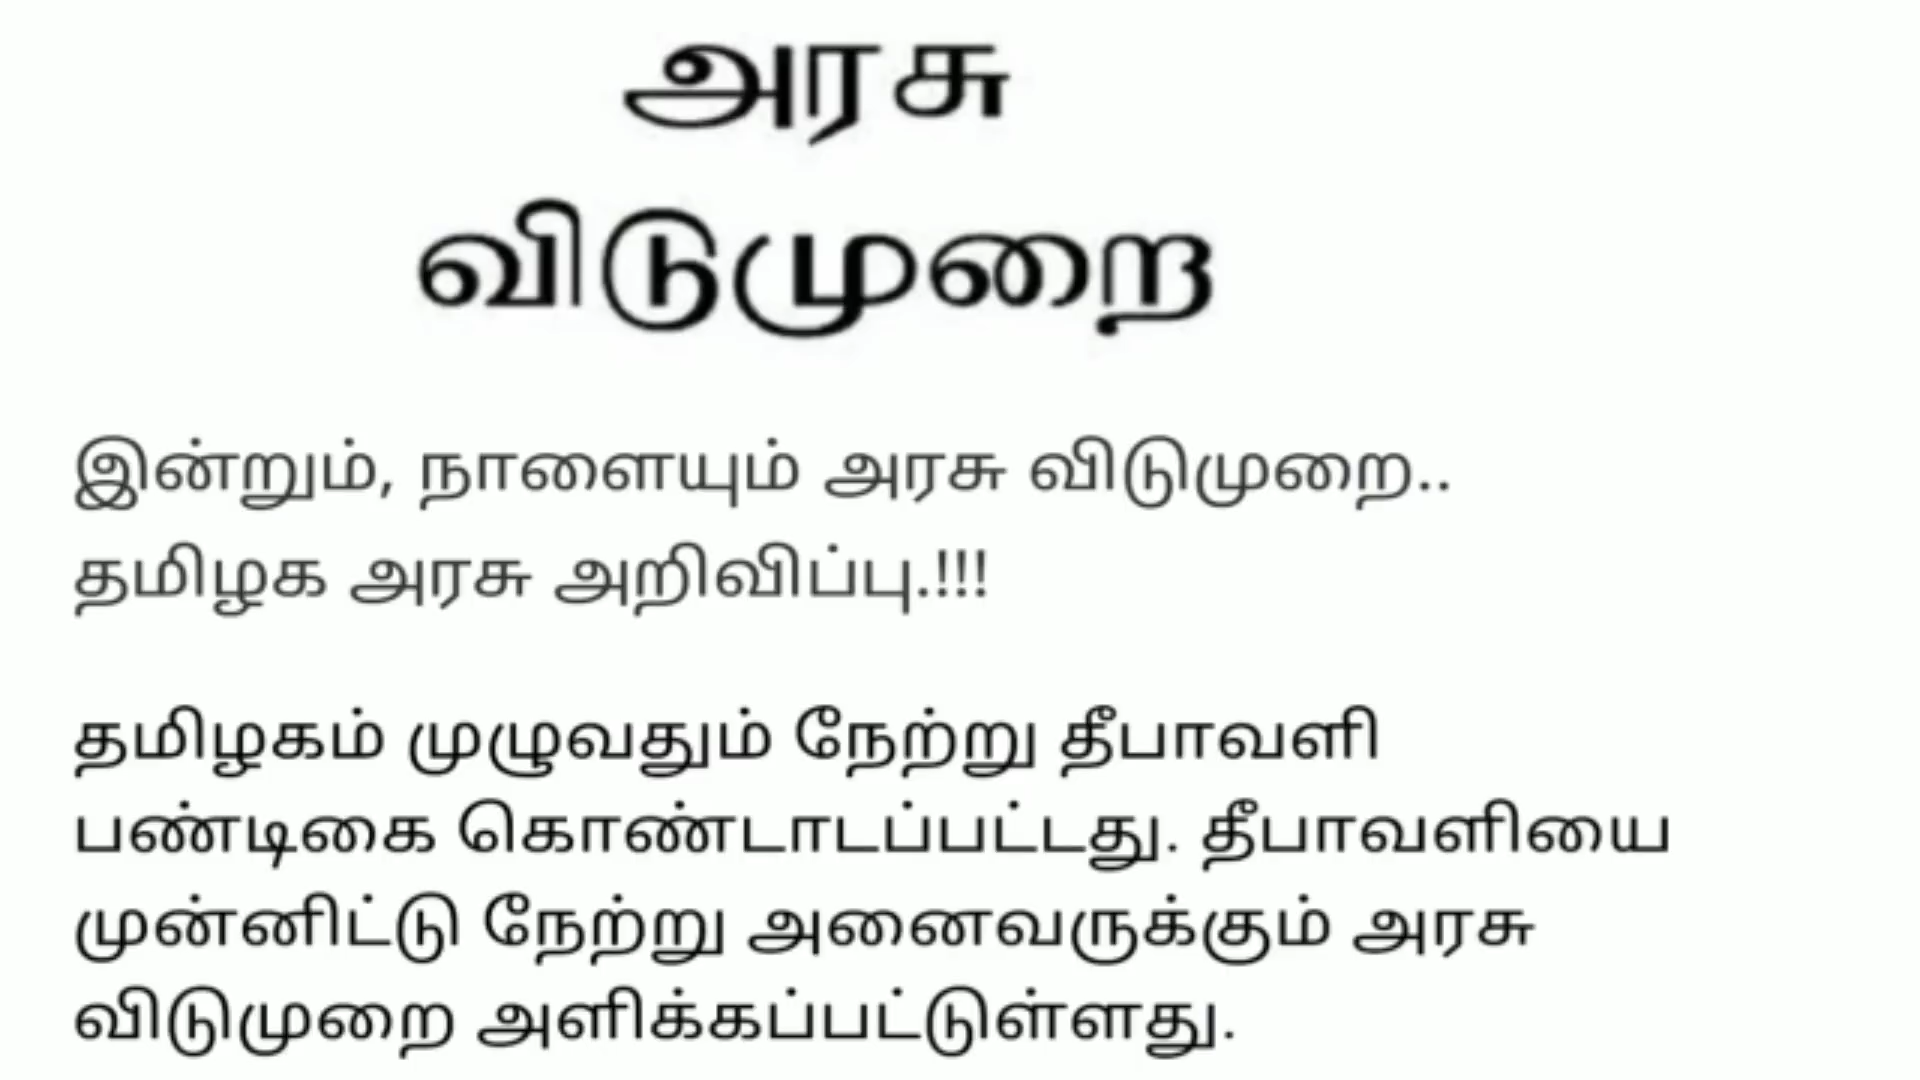 அரசு
விடுமுறை
இன்றும், நாளையும் அரசு விடுமுறை..
தமிழக அரசு அறிவிப்பு.!!!
தமிழகம் முழுவதும் நேற்று தீபாவளி
பண்டிகை கொண்டாடப்பட்டது. தீபாவளியை
முன்னிட்டு நேற்று அனைவருக்கும் அரசு
விடுமுறை அளிக்கப்பட்டுள்ளது.